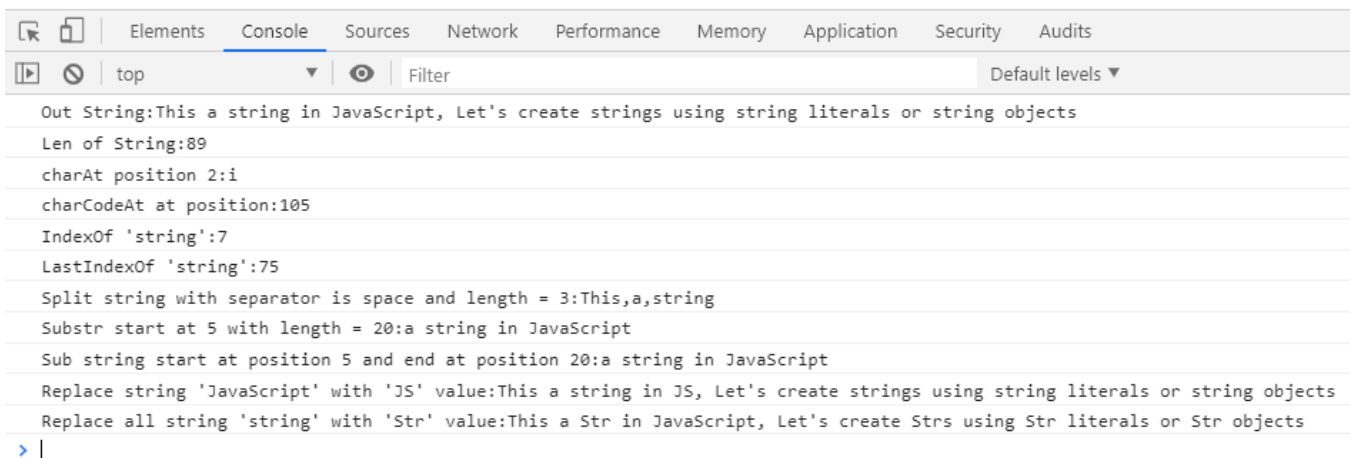 Elements Console Sources Network Performance Memory Application Security Audits
top Filter Default levels
Out String:This a string in JavaScript, Let's create strings using string literals or string objects
Len of String:89
charAt position 2:i
charCodeAt at position:105
IndexOf 'string':7
LastIndexOf 'string':75
Split string with separator is space and length = 3:This,a,string
Substr start at 5 with length = 20:a string in JavaScript
Sub string start at position 5 and end at position 20:a string in JavaScript
Replace string 'JavaScript' with 'JS' value:This a string in JS, Let's create strings using string literals or string objects
Replace all string 'string' with 'Str' value:This a Str in JavaScript, Let's create Strs using Str literals or Str objects
>